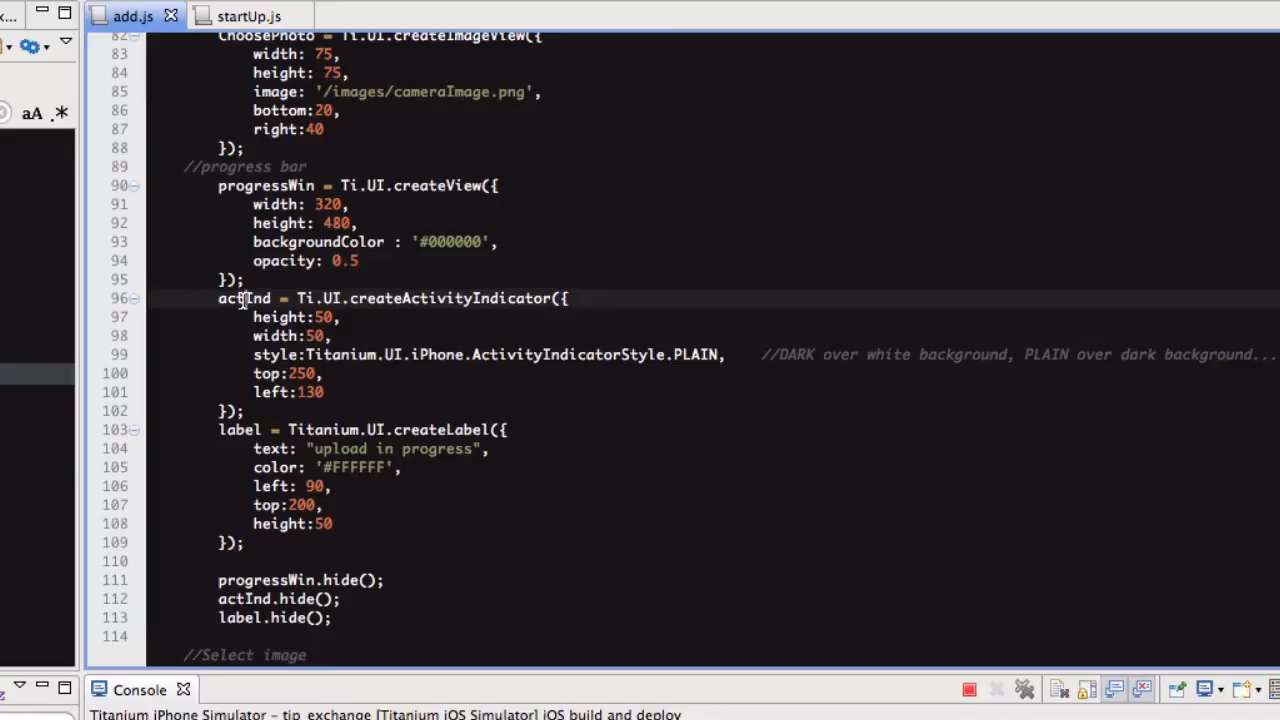 x...
add.js
startUp.js
aA .*
82 ChoosePhoto = Ti.UI.createImageView({
83 width: 75,
84 height: 75,
85 image: '/images/cameraImage.png',
86 bottom:20,
87 right:40
88 });
89 //progress bar
90 progressWin = Ti.UI.createView({
91 width: 320,
92 height: 480,
93 backgroundColor : '#000000',
94 opacity: 0.5
95 });
96 actInd = Ti.UI.createActivityIndicator({
97 height:50,
98 width:50,
99 style:Titanium.UI.iPhone.ActivityIndicatorStyle.PLAIN, //DARK over white background, PLAIN over dark background...
100 top:250,
101 left:130
102 });
103 label = Titanium.UI.createLabel({
104 text: "upload in progress",
105 color: '#FFFFFF',
106 left: 90,
107 top:200,
108 height:50
109 });
110
111 progressWin.hide();
112 actInd.hide();
113 label.hide();
114
//Select image
Console
Titanium iPhone Simulator - tip_exchange [Titanium iOS Simulator] iOS build and deploy